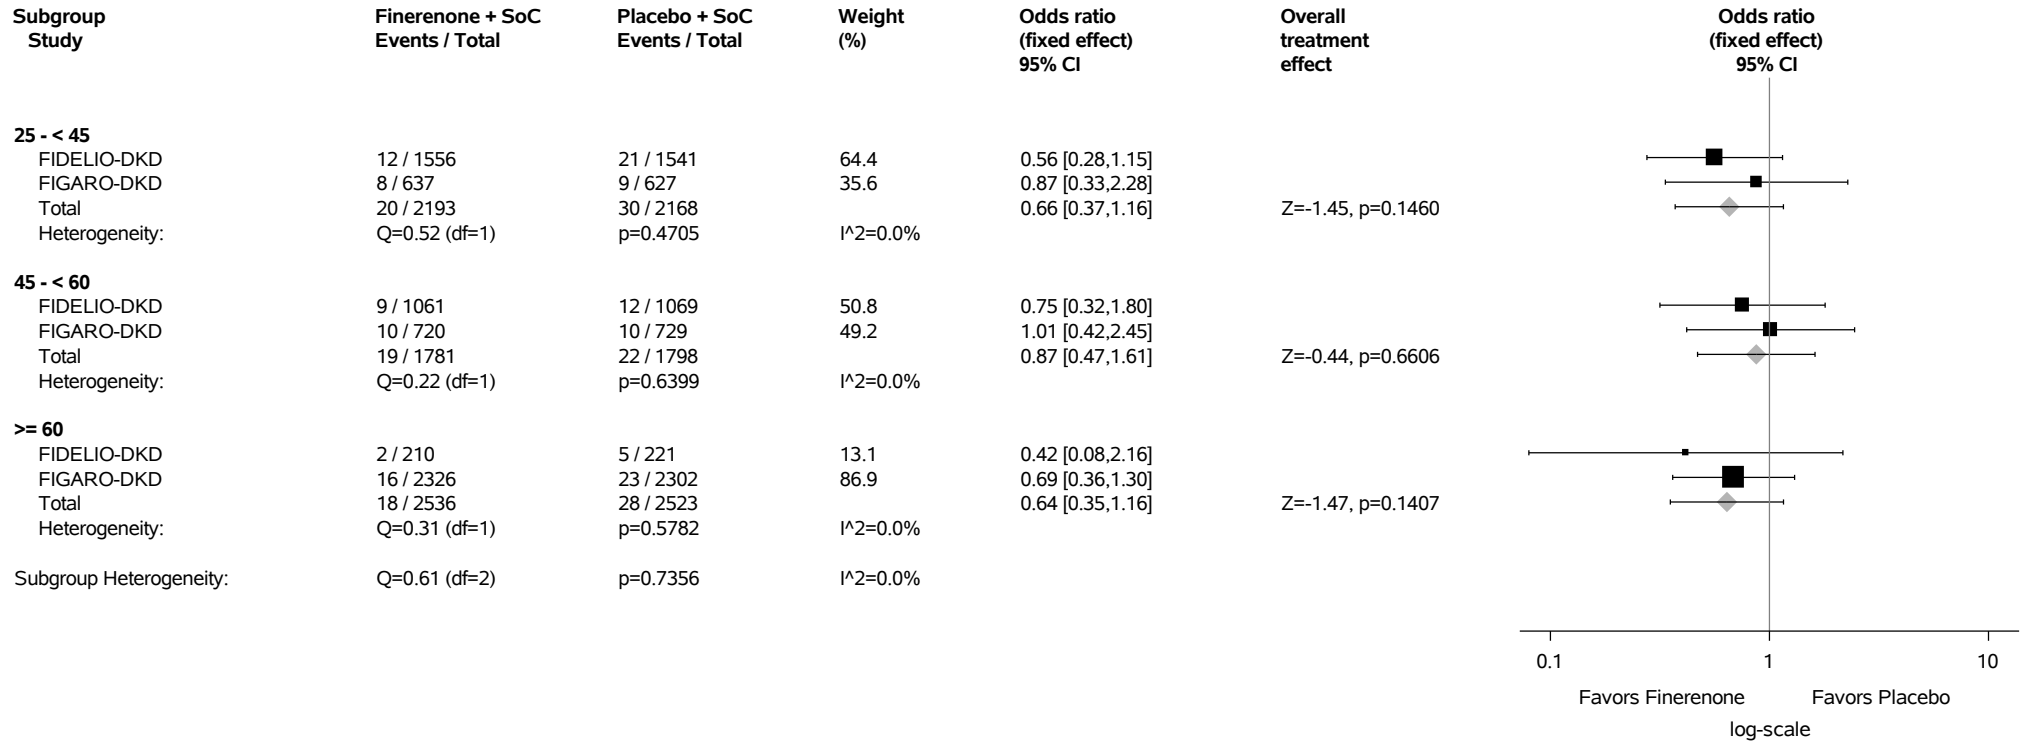 Subgroup Finerenone + SoC Placebo + SoC Weight Odds ratio Overall Odds ratio
Study Events / Total Events / Total (%) (fixed effect) treatment (fixed effect)
95% CI effect 95% CI
25 - < 45
FIDELIO-DKD 12 / 1556 21 / 1541 64.4 0.56 [0.28,1.15]
FIGARO-DKD 8 / 637 9 / 627 35.6 0.87 [0.33,2.28]
Total 20 / 2193 30 / 2168 0.66 [0.37,1.16] Z=-1.45, p=0.1460
Heterogeneity: Q=0.52 (df=1) p=0.4705 I^2=0.0%
45 - < 60
FIDELIO-DKD 9 / 1061 12 / 1069 50.8 0.75 [0.32,1.80]
FIGARO-DKD 10 / 720 10 / 729 49.2 1.01 [0.42,2.45]
Total 19 / 1781 22 / 1798 0.87 [0.47,1.61] Z=-0.44, p=0.6606
Heterogeneity: Q=0.22 (df=1) p=0.6399 I^2=0.0%
>= 60
FIDELIO-DKD 2 / 210 5 / 221 13.1 0.42 [0.08,2.16]
FIGARO-DKD 16 / 2326 23 / 2302 86.9 0.69 [0.36,1.30]
Total 18 / 2536 28 / 2523 0.64 [0.35,1.16] Z=-1.47, p=0.1407
Heterogeneity: Q=0.31 (df=1) p=0.5782 I^2=0.0%
Subgroup Heterogeneity: Q=0.61 (df=2) p=0.7356 I^2=0.0%
0.1 1 10
Favors Finerenone Favors Placebo
log-scale